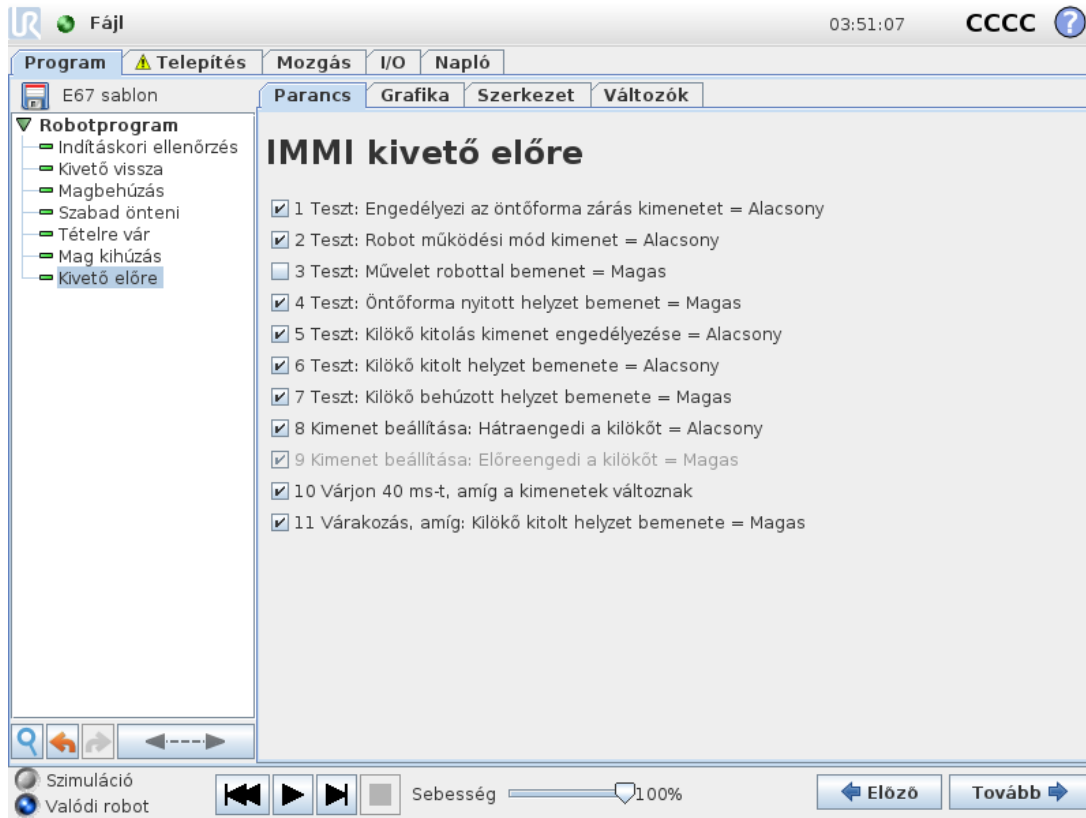 UR Fájl 03:51:07 CCCC ?
Program Telepítés Mozgás I/O Napló
E67 sablon
Parancs Grafika Szerkezet Változók
Robotprogram
Indításkori ellenőrzés
Kivető vissza
Magbehúzás
Szabad önteni
Tételre vár
Mag kihúzás
Kivető előre
IMMI kivető előre
1 Teszt: Engedélyezi az öntőforma zárás kimenetet = Alacsony
2 Teszt: Robot működési mód kimenet = Alacsony
3 Teszt: Művelet robottal bemenet = Magas
4 Teszt: Öntőforma nyitott helyzet bemenet = Magas
5 Teszt: Kilökő kitolás kimenet engedélyezése = Alacsony
6 Teszt: Kilökő kitolt helyzet bemenete = Alacsony
7 Teszt: Kilökő behúzott helyzet bemenete = Magas
8 Kimenet beállítása: Hátraengedi a kilökőt = Alacsony
9 Kimenet beállítása: Előreengedi a kilökőt = Magas
10 Várjon 40 ms-t, amíg a kimenetek változnak
11 Várakozás, amíg: Kilökő kitolt helyzet bemenete = Magas
Szimuláció
Valódi robot
Sebesség 100%
Előző Tovább